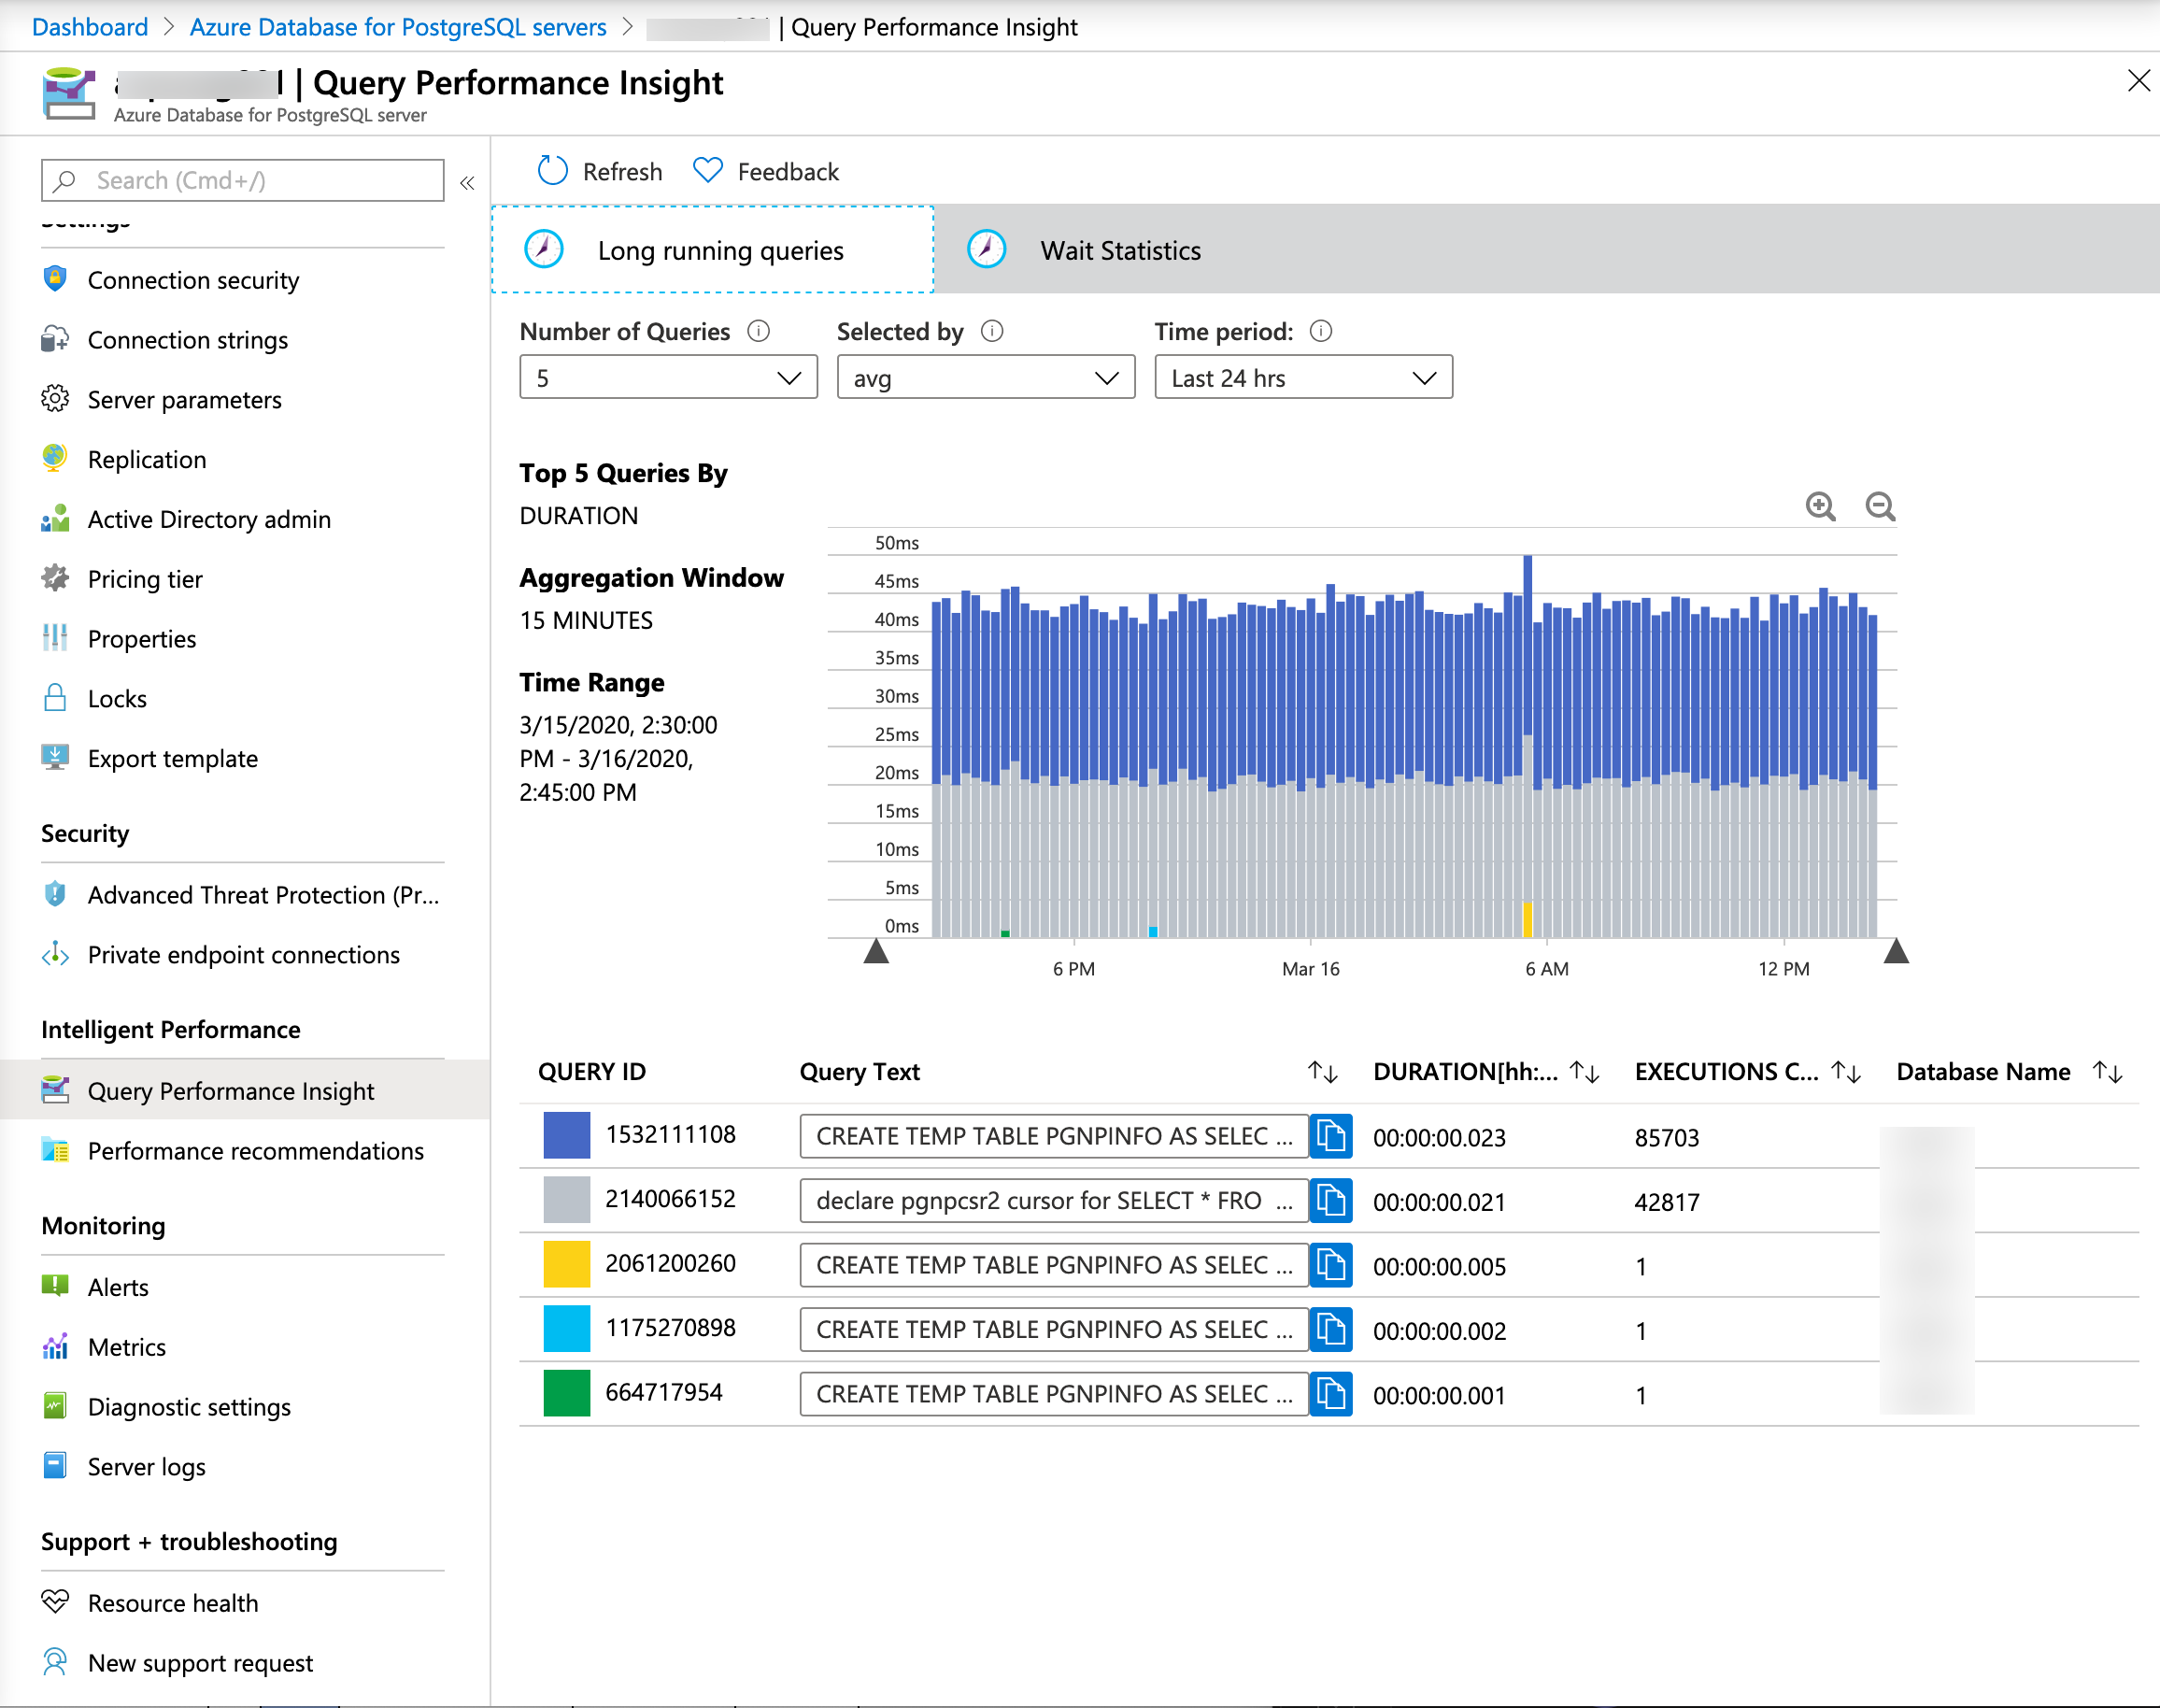 Dashboard > Azure Database for PostgreSQL servers > | Query Performance Insight
| Query Performance Insight
Azure Database for PostgreSQL server
Search (Cmd+/)
«
Settings
Connection security
Connection strings
Server parameters
Replication
Active Directory admin
Pricing tier
Properties
Locks
Export template
Security
Advanced Threat Protection (Pr...
Private endpoint connections
Intelligent Performance
Query Performance Insight
Performance recommendations
Monitoring
Alerts
Metrics
Diagnostic settings
Server logs
Support + troubleshooting
Resource health
New support request
Refresh Feedback
Long running queries Wait Statistics
Number of Queries Selected by Time period:
5 avg Last 24 hrs
Top 5 Queries By
DURATION
Aggregation Window
15 MINUTES
Time Range
3/15/2020, 2:30:00
PM - 3/16/2020,
2:45:00 PM
50ms
45ms
40ms
35ms
30ms
25ms
20ms
15ms
10ms
5ms
0ms
6 PM Mar 16 6 AM 12 PM
QUERY ID Query Text DURATION[hh:... EXECUTIONS C... Database Name
1532111108 CREATE TEMP TABLE PGNPINFO AS SELEC ... 00:00:00.023 85703
2140066152 declare pgnpcsr2 cursor for SELECT * FRO ... 00:00:00.021 42817
2061200260 CREATE TEMP TABLE PGNPINFO AS SELEC ... 00:00:00.005 1
1175270898 CREATE TEMP TABLE PGNPINFO AS SELEC ... 00:00:00.002 1
664717954 CREATE TEMP TABLE PGNPINFO AS SELEC ... 00:00:00.001 1